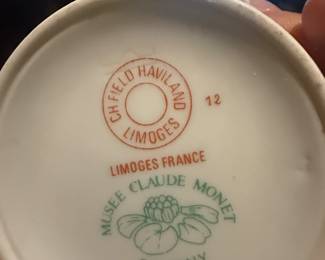 CH FIELD HAVILAND
LIMOGES
12
LIMOGES FRANCE
MUSEE CLAUDE MONET